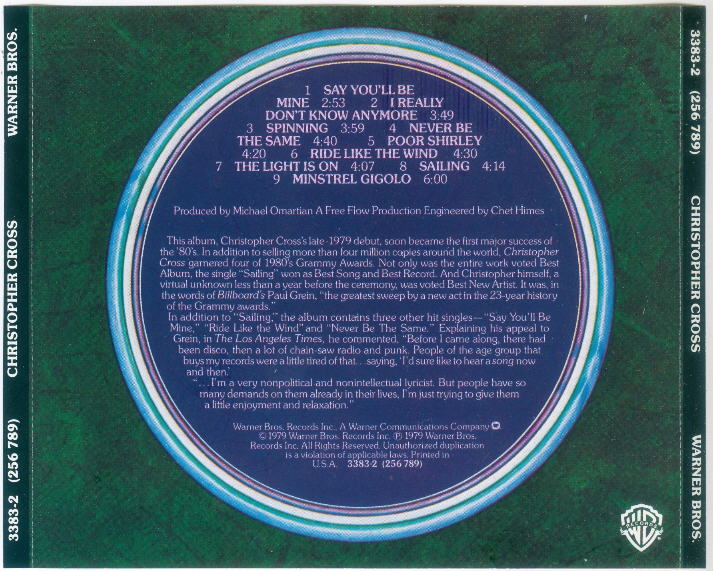 WARNER BROS.
CHRISTOPHER CROSS
3383-2 (256 789)
1 SAY YOU'LL BE
MINE 2:53 2 I REALLY
DON'T KNOW ANYMORE 3:49
3 SPINNING 3:59 4 NEVER BE
THE SAME 4:40 5 POOR SHIRLEY
4:20 6 RIDE LIKE THE WIND 4:30
7 THE LIGHT IS ON 4:07 8 SAILING 4:14
9 MINSTREL GIGOLO 6:00
Produced by Michael Omartian A Free Flow Production Engineered by Chet Himes
This album, Christopher Cross's late-1979 debut, soon became the first major success of
the '80's. In addition to selling more than four million copies around the world, Christopher
Cross garnered four of 1980's Grammy Awards. Not only was the entire work voted Best
Album, the single "Sailing" won as Best Song and Best Record. And Christopher himself, a
virtual unknown less than a year before the ceremony, was voted Best New Artist. It was, in
the words of Billboard's Paul Grein, "the greatest sweep by a new act in the 23-year history
of the Grammy awards."
In addition to "Sailing," the album contains three other hit singles—"Say You'll Be
Mine," "Ride Like the Wind" and "Never Be The Same." Explaining his appeal to
Grein, in The Los Angeles Times, he commented, "Before I came along, there had
been disco, then a lot of chain-saw radio and punk. People of the age group that
buys my records were a little tired of that...saying, 'I'd sure like to hear a song now
and then.'
"...I'm a very nonpolitical and nonintellectual lyricist. But people have so
many demands on them already in their lives, I'm just trying to give them
a little enjoyment and relaxation."
Warner Bros. Records Inc., A Warner Communications Company
© 1979 Warner Bros. Records Inc. ℗ 1979 Warner Bros.
Records Inc. All Rights Reserved. Unauthorized duplication
is a violation of applicable laws. Printed in
U.S.A. 3383-2 (256 789)
3383-2 (256 789)
CHRISTOPHER CROSS
WARNER BROS.
WB
RECORDS